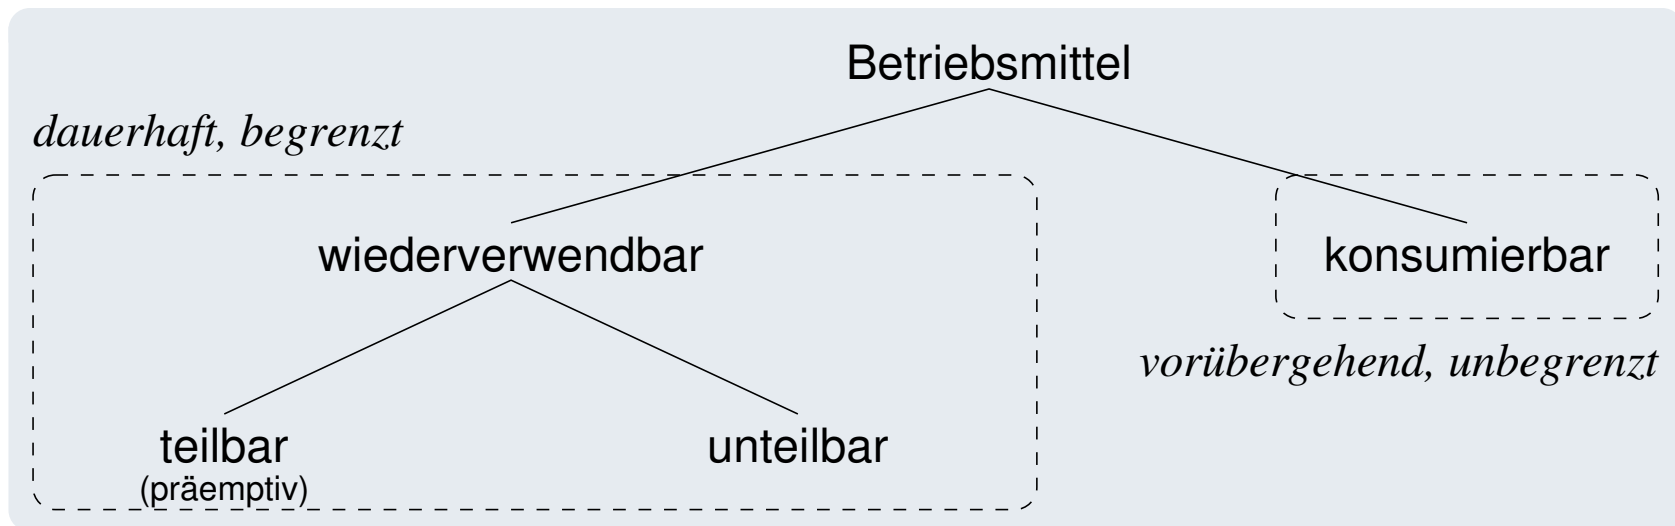 Betriebsmittel
dauerhaft, begrenzt
wiederverwendbar
konsumierbar
vorübergehend, unbegrenzt
teilbar
unteilbar
(präemptiv)